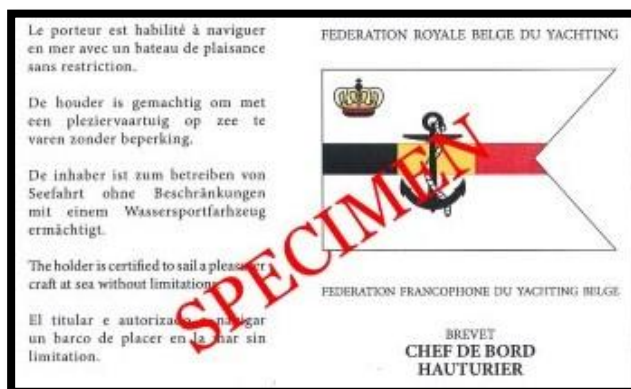 Le porteur est habilité à naviguer
en mer avec un bateau de plaisance
sans restriction.
De houder is gemachtig om met
een pleziervaartuig op zee te
varen zonder beperking.
De inhaber ist zum betreiben von
Seefahrt ohne Beschränkungen
mit einem Wassersportfarhzeug
ermächtigt.
The holder is certified to sail a pleasure
craft at sea without limitations
El titular e autorizado a navigar
un barco de placer en la mar sin
limitation.
FEDERATION ROYALE BELGE DU YACHTING
SPECIMEN
FEDERATION FRANCOPHONE DU YACHTING BELGE
BREVET
CHEF DE BORD
HAUTURIER